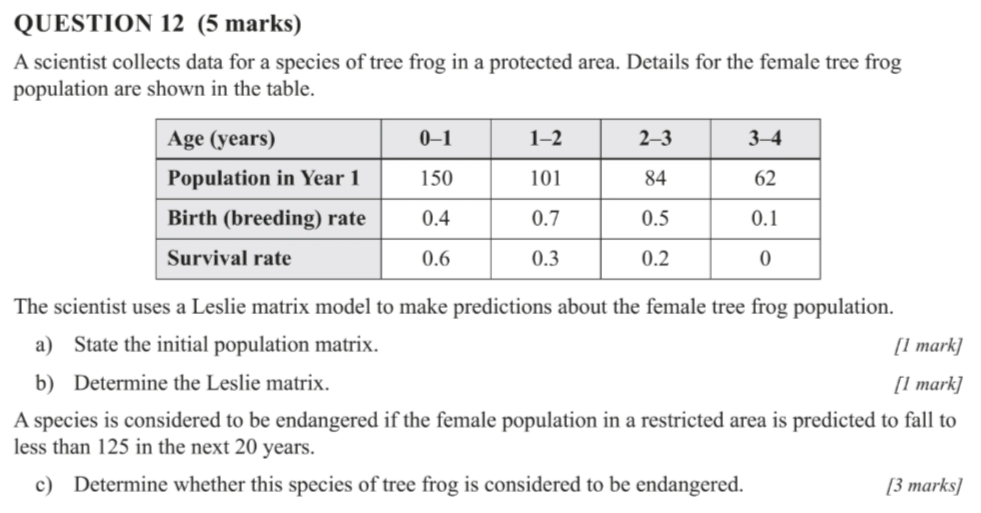 QUESTION 12 (5 marks)
A scientist collects data for a species of tree frog in a protected area. Details for the female tree frog
population are shown in the table.
Age (years) 0–1 1–2 2–3 3–4
Population in Year 1 150 101 84 62
Birth (breeding) rate 0.4 0.7 0.5 0.1
Survival rate 0.6 0.3 0.2 0
The scientist uses a Leslie matrix model to make predictions about the female tree frog population.
a) State the initial population matrix. [1 mark]
b) Determine the Leslie matrix. [1 mark]
A species is considered to be endangered if the female population in a restricted area is predicted to fall to
less than 125 in the next 20 years.
c) Determine whether this species of tree frog is considered to be endangered. [3 marks]